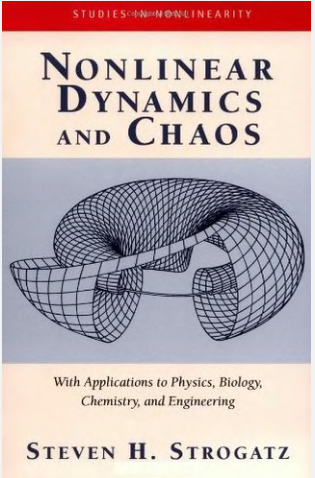 STUDIES IN NONLINEARITY
NONLINEAR
DYNAMICS
AND CHAOS
With Applications to Physics, Biology,
Chemistry, and Engineering
STEVEN H. STROGATZ